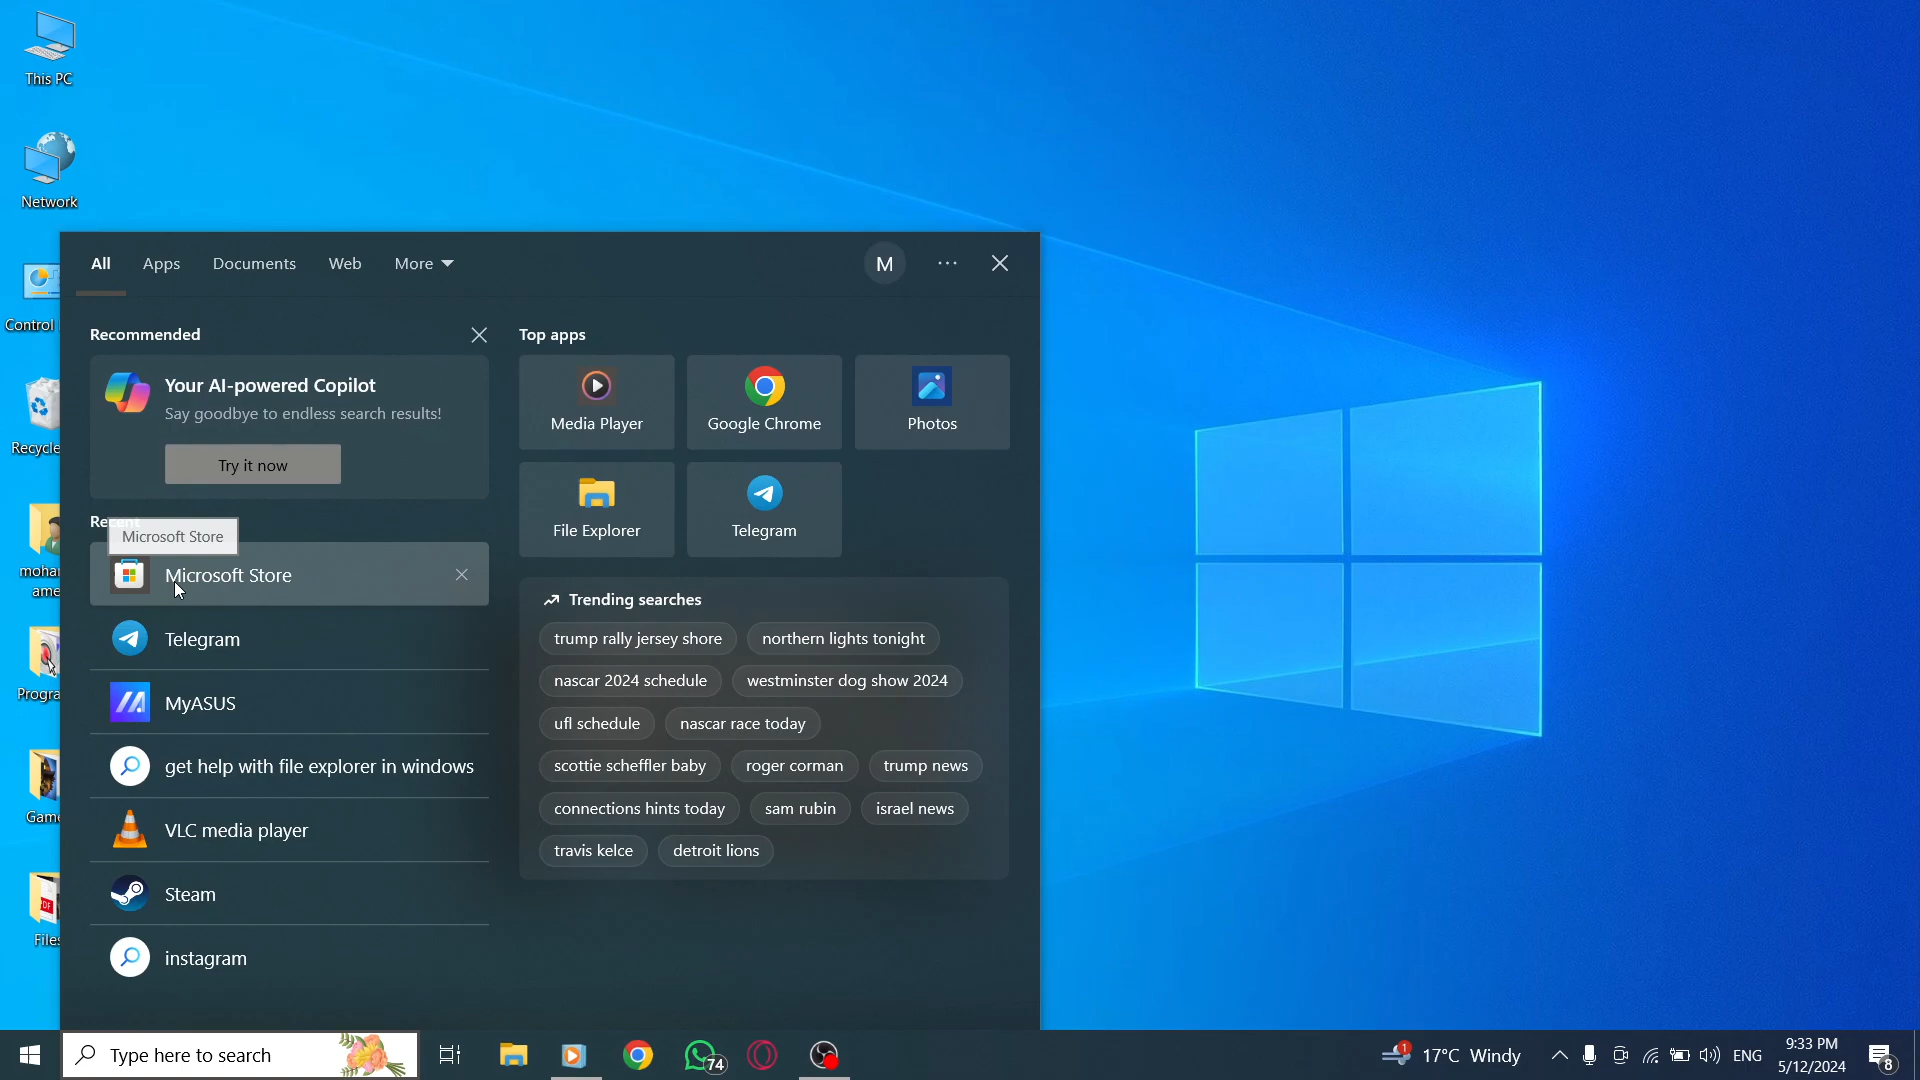 This PC
Network
Control
Recycle
moha
ame
Progra
Game
Files
All
Apps
Documents
Web
More
M
Recommended
Your AI-powered Copilot
Say goodbye to endless search results!
Try it now
Recent
Microsoft Store
Microsoft Store
Telegram
MyASUS
get help with file explorer in windows
VLC media player
Steam
instagram
Top apps
Media Player
Google Chrome
Photos
File Explorer
Telegram
Trending searches
trump rally jersey shore
northern lights tonight
nascar 2024 schedule
westminster dog show 2024
ufl schedule
nascar race today
scottie scheffler baby
roger corman
trump news
connections hints today
sam rubin
israel news
travis kelce
detroit lions
Type here to search
74
1
17°C Windy
ENG
9:33 PM
5/12/2024
8